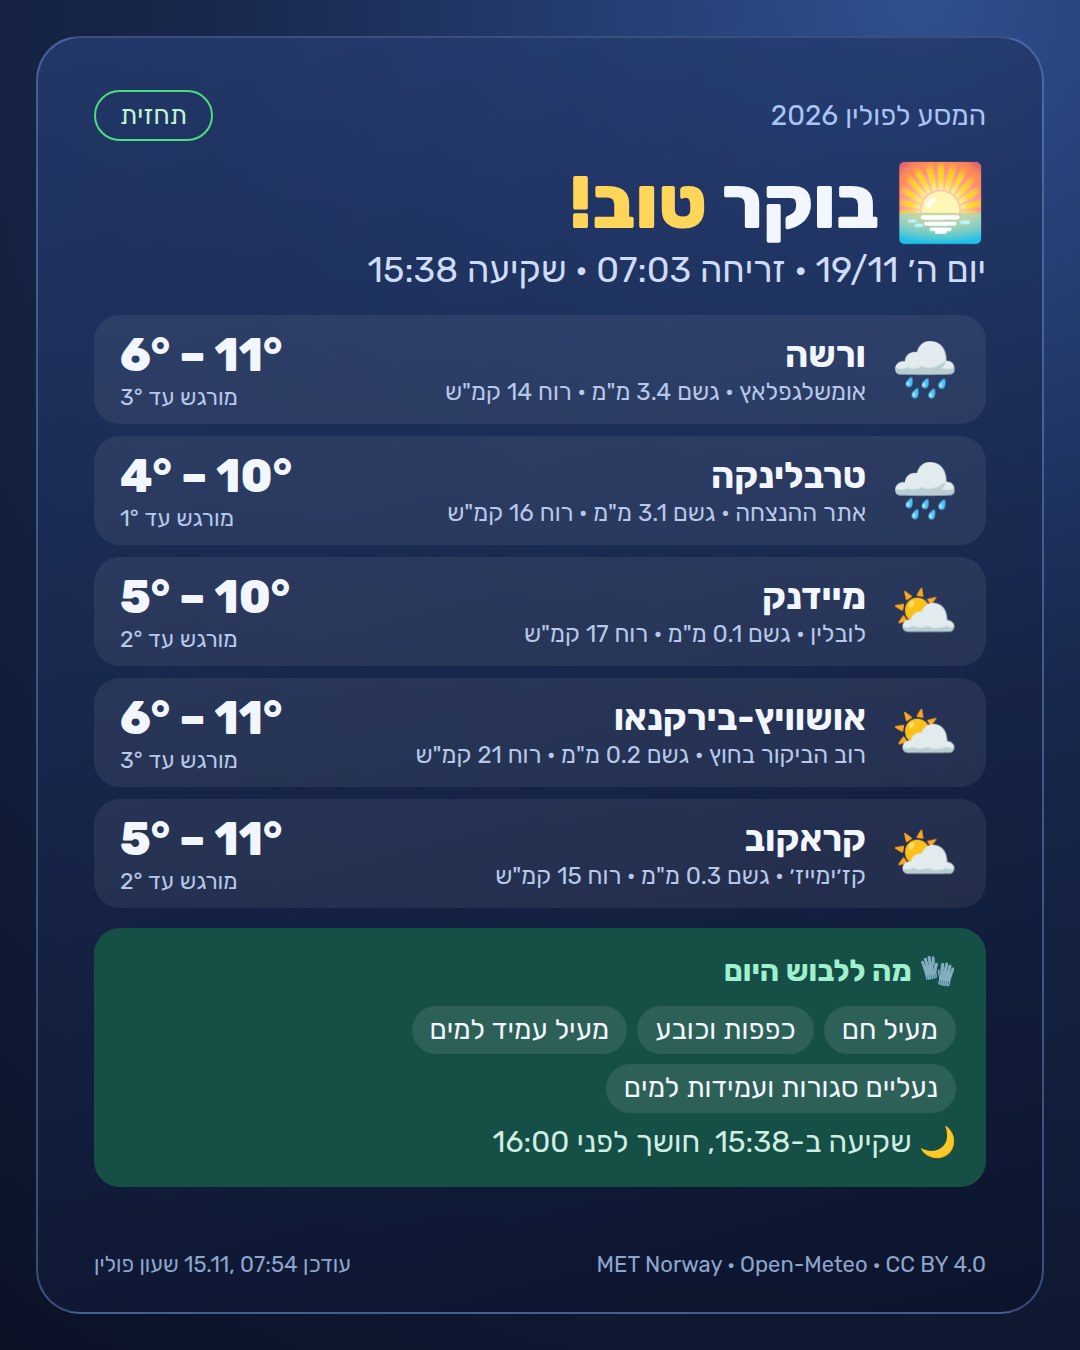 המסע לפולין 2026
תחזית
בוקר טוב!
יום ה׳ 19/11 • זריחה 07:03 • שקיעה 15:38
ורשה
אומשלגפלאץ • גשם 3.4 מ"מ • רוח 14 קמ"ש
6° – 11°
מורגש עד 3°
טרבלינקה
אתר ההנצחה • גשם 3.1 מ"מ • רוח 16 קמ"ש
4° – 10°
מורגש עד 1°
מיידנק
לובלין • גשם 0.1 מ"מ • רוח 17 קמ"ש
5° – 10°
מורגש עד 2°
אושוויץ-בירקנאו
רוב הביקור בחוץ • גשם 0.2 מ"מ • רוח 21 קמ"ש
6° – 11°
מורגש עד 3°
קראקוב
קז׳ימייז׳ • גשם 0.3 מ"מ • רוח 15 קמ"ש
5° – 11°
מורגש עד 2°
מה ללבוש היום
מעיל חם
כפפות וכובע
מעיל עמיד למים
נעליים סגורות ועמידות למים
שקיעה ב-15:38, חושך לפני 16:00
MET Norway • Open-Meteo • CC BY 4.0
עודכן 15.11, 07:54 שעון פולין